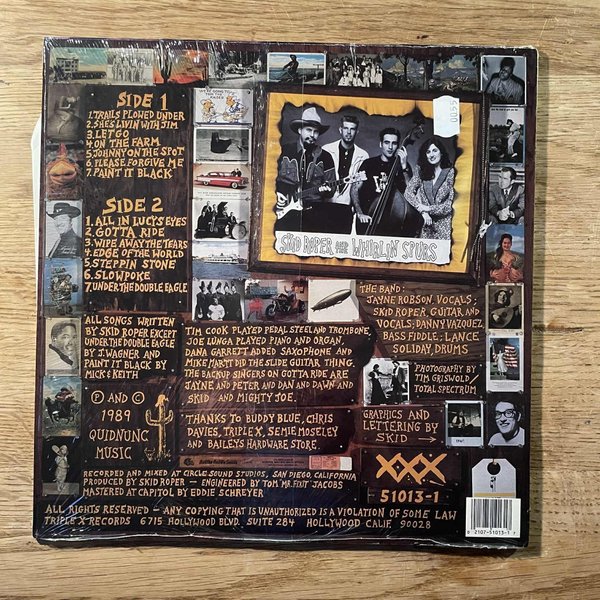 SIDE 1
1.TRAILS PLOWED UNDER
2.SHE'S LIVIN WITH JIM
3.LET GO
4.ON THE FARM
5.JOHNNY ON THE SPOT
6.PLEASE FORGIVE ME
7.PAINT IT BLACK
SIDE 2
1.ALL IN LUCY'S EYES
2.GOTTA RIDE
3.WIPE AWAY THE TEARS
4.EDGE OF THE WORLD
5.STEPPIN STONE
6.SLOWPOKE
7.UNDER THE DOUBLE EAGLE
SKID ROPER AND THE WHIRLIN SPURS
ALL SONGS WRITTEN
BY SKID ROPER EXCEPT
UNDER THE DOUBLE EAGLE
BY J. WAGNER AND
PAINT IT BLACK BY
MICK & KEITH
Ⓟ AND ©
1989
QUIDNUNC
MUSIC
TIM COOK PLAYED PEDAL STEEL AND TROMBONE,
JOE LUNGA PLAYED PIANO AND ORGAN,
DANA GARRETT ADDED SAXOPHONE AND
MIKE MARTT DID THE SLIDE GUITAR THING.
THE BACKUP SINGERS ON GOTTA RIDE ARE
JAYNE AND PETER AND DAN AND DAWN AND
SKID AND MIGHTY JOE.
THANKS TO BUDDY BLUE, CHRIS
DAVIES, TRIPLE X, SEMIE MOSELEY
AND BAILEYS HARDWARE STORE.
THE BAND:
JAYNE ROBSON, VOCALS;
SKID ROPER, GUITAR AND
VOCALS; DANNY VAZQUEZ,
BASS FIDDLE; LANCE
SOLIDAY, DRUMS
PHOTOGRAPHY BY
TIM GRISWOLD/
TOTAL SPECTRUM
GRAPHICS AND
LETTERING BY
SKID →
XXX
51013-1
RECORDED AND MIXED AT CIRCLE SOUND STUDIOS, SAN DIEGO, CALIFORNIA
PRODUCED BY SKID ROPER – ENGINEERED BY TOM "MR. FIXIT" JACOBS
MASTERED AT CAPITOL BY EDDIE SCHREYER
ALL RIGHTS RESERVED – ANY COPYING THAT IS UNAUTHORIZED IS A VIOLATION OF SOME LAW
TRIPLE X RECORDS 6715 HOLLYWOOD BLVD. SUITE 284 HOLLYWOOD CALIF. 90028
0 2107-51013-1 7